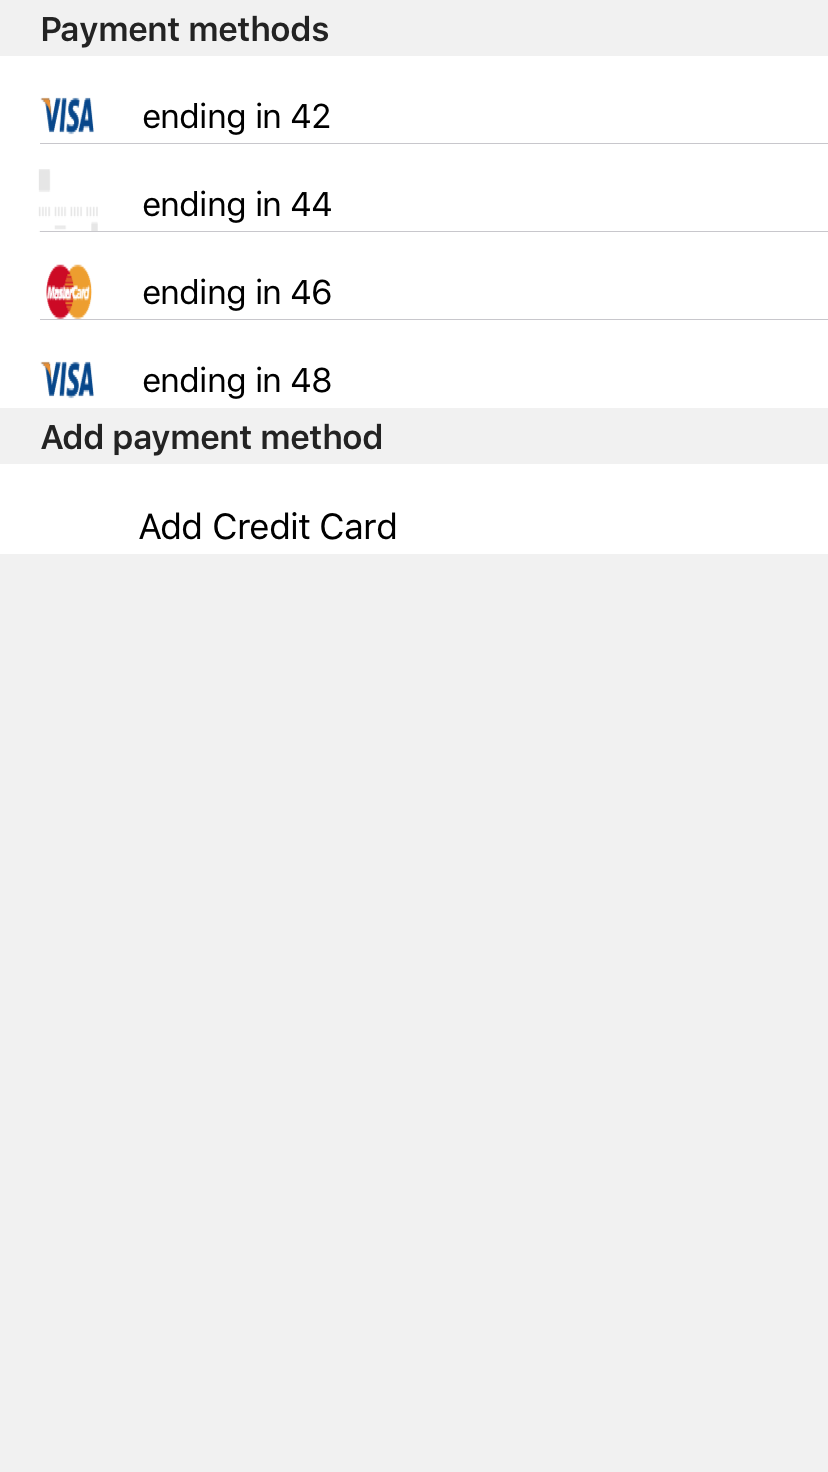 Payment methods
VISA ending in 42
ending in 44
MasterCard ending in 46
VISA ending in 48
Add payment method
Add Credit Card